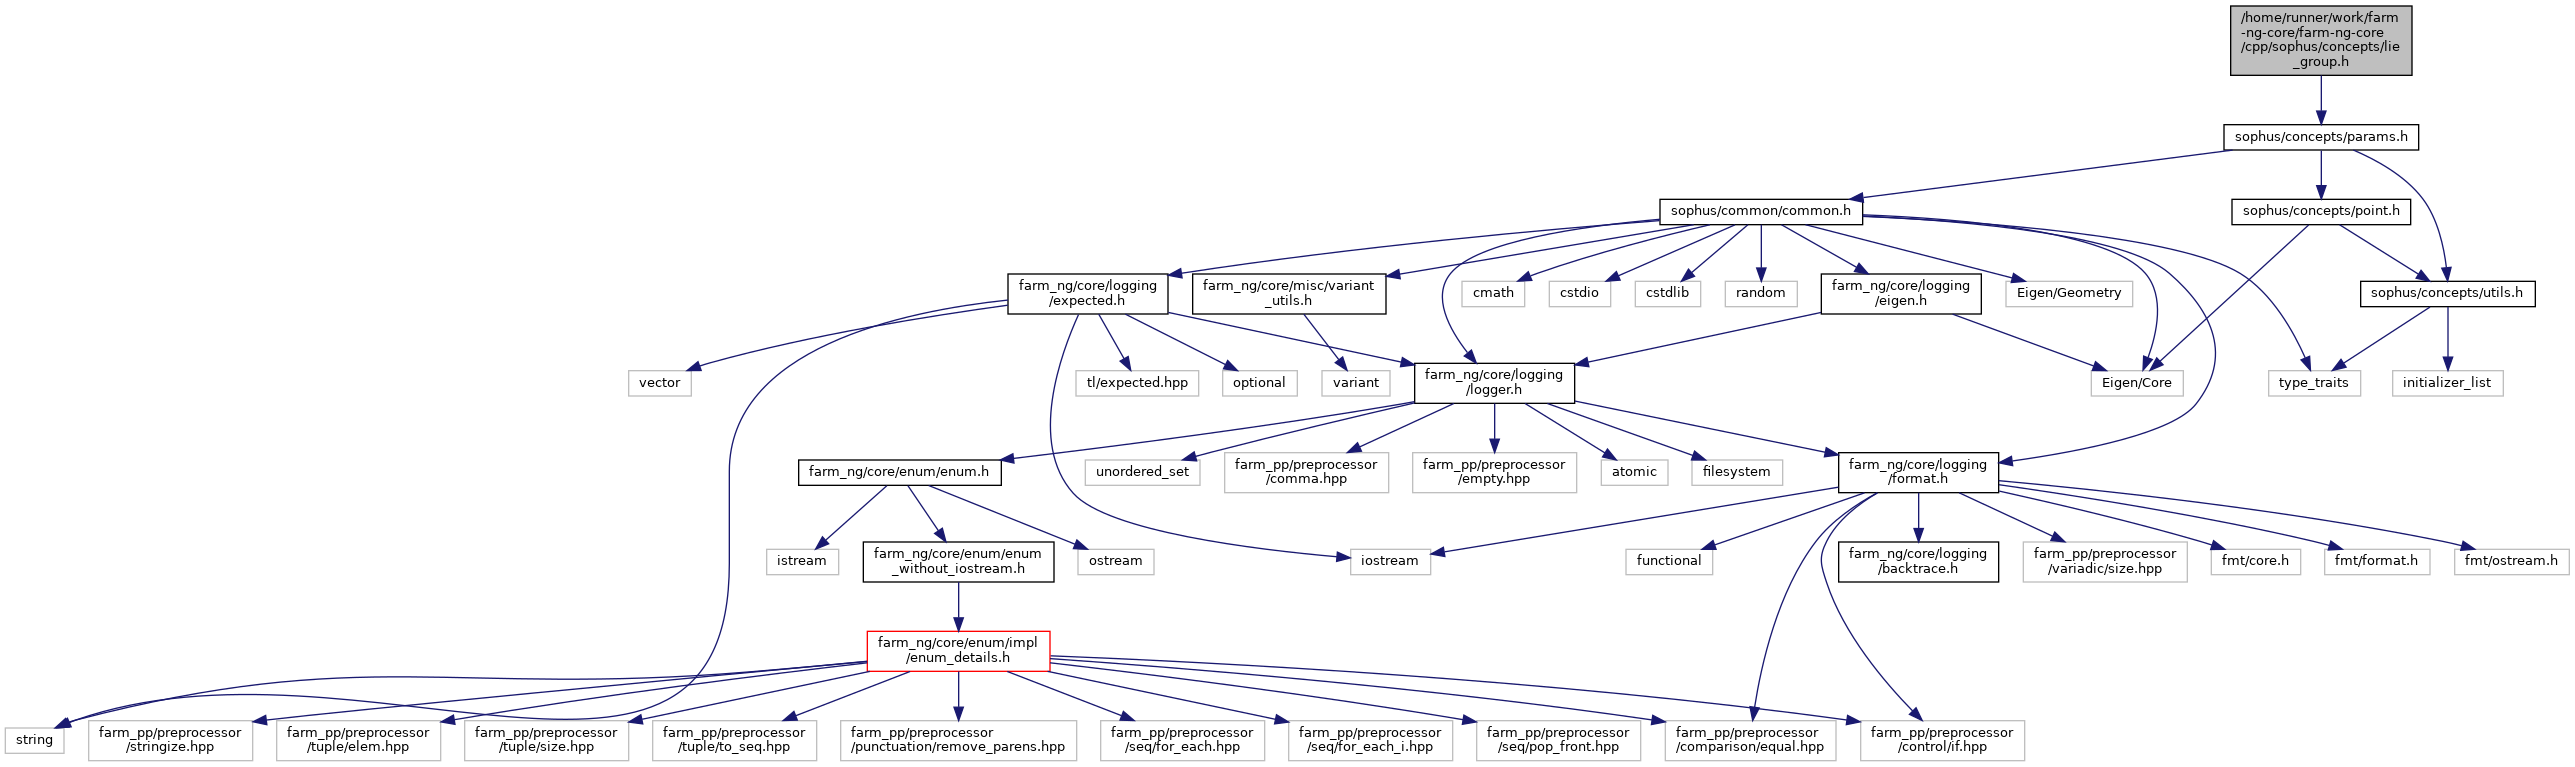 /home/runner/work/farm
-ng-core/farm-ng-core
/cpp/sophus/concepts/lie
_group.h
sophus/concepts/params.h
sophus/common/common.h
sophus/concepts/point.h
farm_ng/core/logging
/expected.h
farm_ng/core/misc/variant
_utils.h
cmath
cstdio
cstdlib
random
farm_ng/core/logging
/eigen.h
Eigen/Geometry
sophus/concepts/utils.h
vector
tl/expected.hpp
optional
variant
farm_ng/core/logging
/logger.h
Eigen/Core
type_traits
initializer_list
farm_ng/core/enum/enum.h
unordered_set
farm_pp/preprocessor
/comma.hpp
farm_pp/preprocessor
/empty.hpp
atomic
filesystem
farm_ng/core/logging
/format.h
istream
farm_ng/core/enum/enum
_without_iostream.h
ostream
iostream
functional
farm_ng/core/logging
/backtrace.h
farm_pp/preprocessor
/variadic/size.hpp
fmt/core.h
fmt/format.h
fmt/ostream.h
farm_ng/core/enum/impl
/enum_details.h
string
farm_pp/preprocessor
/stringize.hpp
farm_pp/preprocessor
/tuple/elem.hpp
farm_pp/preprocessor
/tuple/size.hpp
farm_pp/preprocessor
/tuple/to_seq.hpp
farm_pp/preprocessor
/punctuation/remove_parens.hpp
farm_pp/preprocessor
/seq/for_each.hpp
farm_pp/preprocessor
/seq/for_each_i.hpp
farm_pp/preprocessor
/seq/pop_front.hpp
farm_pp/preprocessor
/comparison/equal.hpp
farm_pp/preprocessor
/control/if.hpp